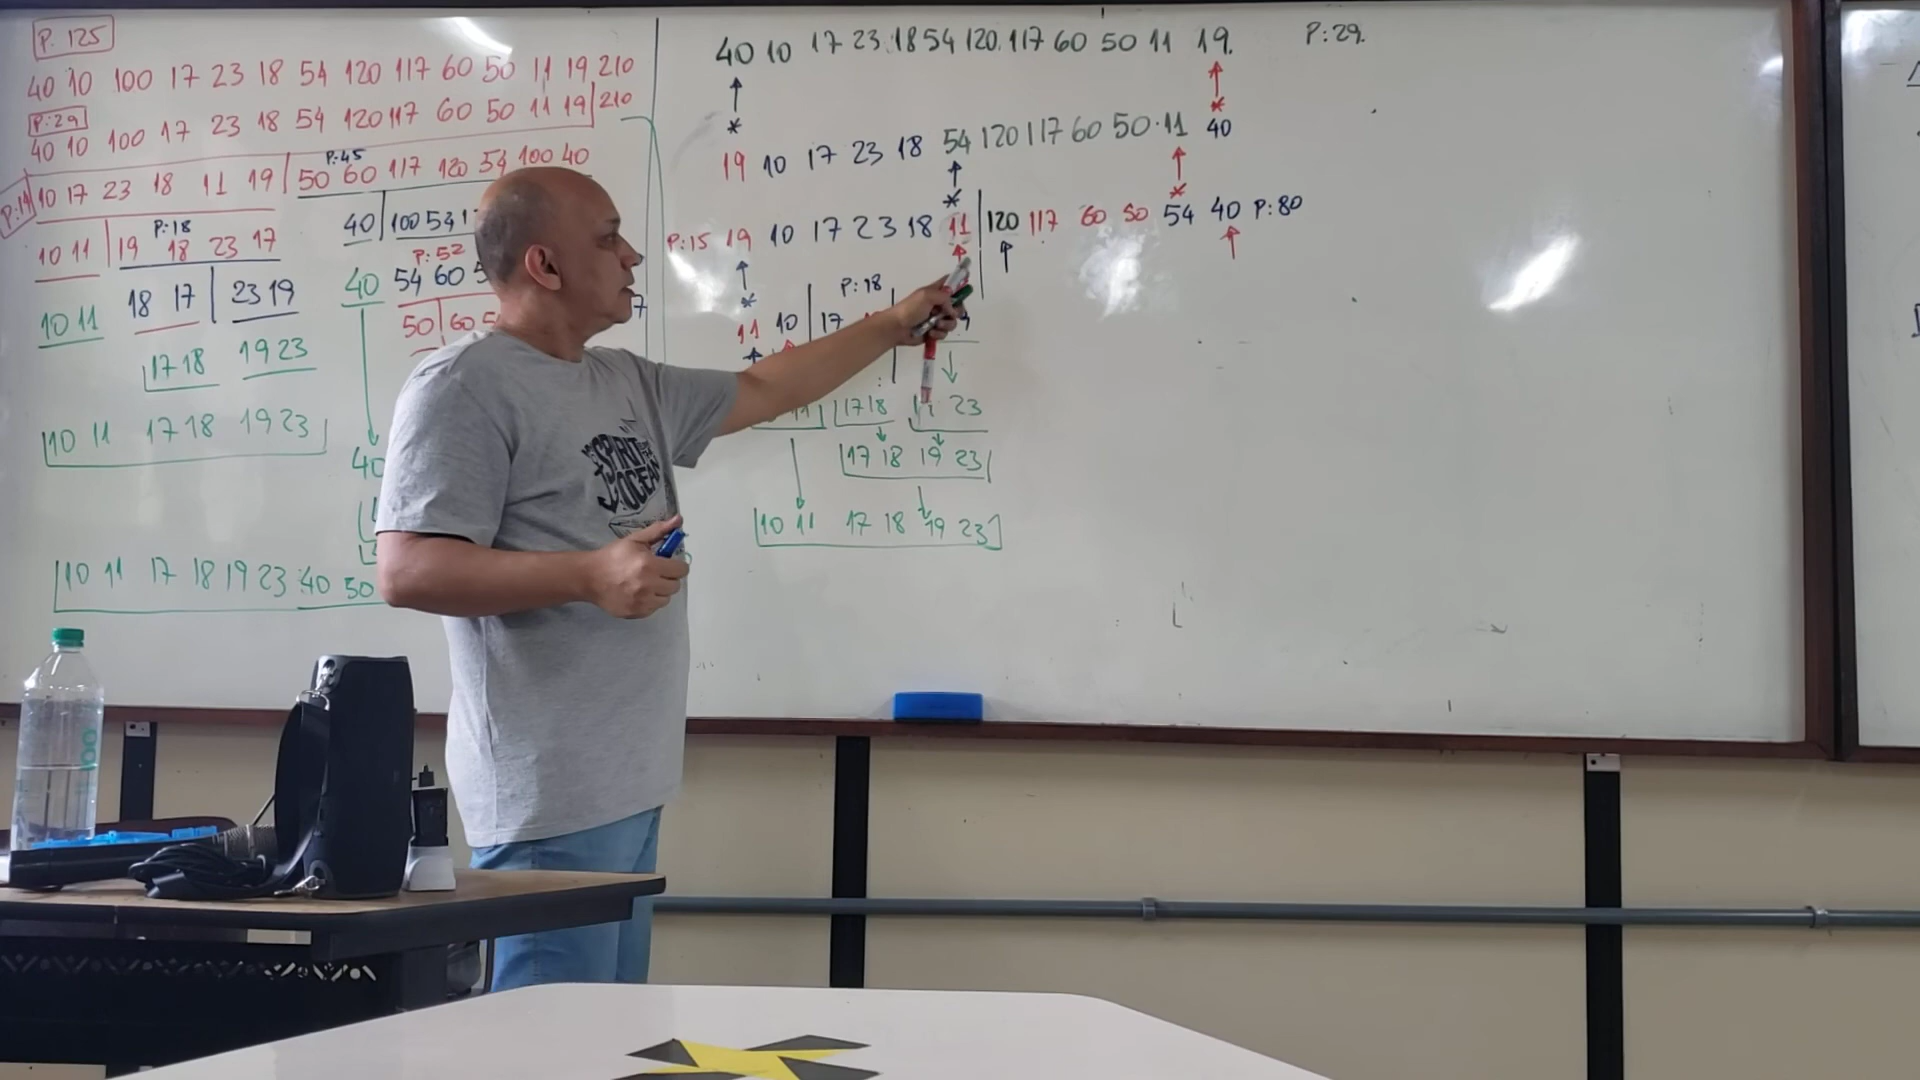 P. 125
40 10 100 17 23 18 54 120 117 60 50 11 19 210
P:29
40 10 100 17 23 18 54 120 117 60 50 11 19 | 210
P:45
10 17 23 18 11 19 | 50 60 117 120 54 100 40
P:18
10 11 | 19 18 23 17
40 | 100 54
P:52
10 11 18 17 | 23 19
40 54 60
50 | 60
17 18 19 23
10 11 17 18 19 23
40
10 11 17 18 19 23 40 50
40 10 17 23 18 54 120 117 60 50 11 19 P:29
19 10 17 23 18 54 120 117 60 50 11 40
P:15 19 10 17 23 18 11 | 120 117 60 50 54 40 P:80
P:18
11 10 | 17
11 17 18 23
17 18 19 23
10 11 17 18 19 23
SPIRIT
OCEAN